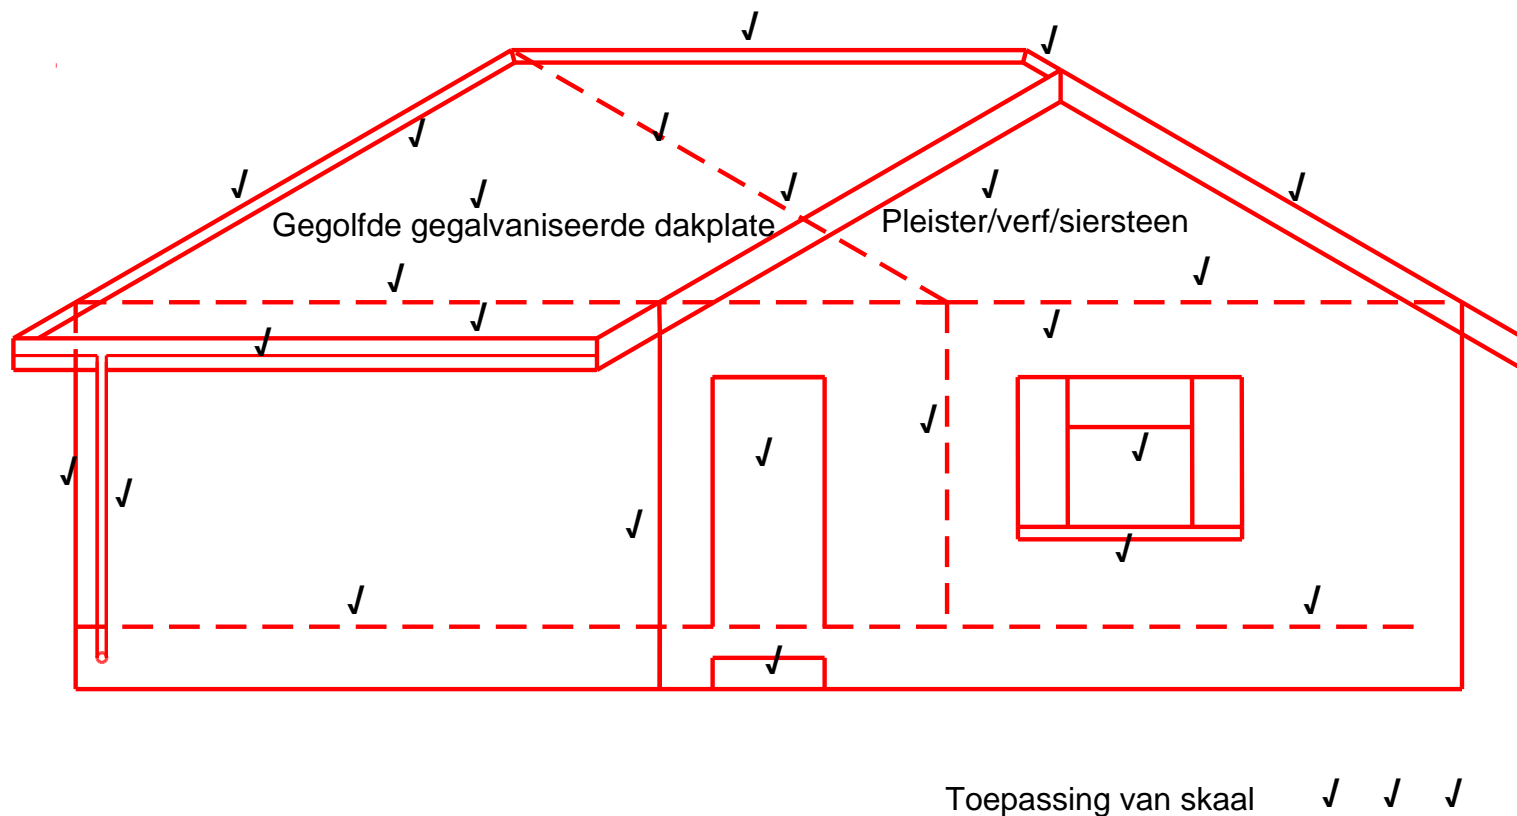 Gegolfde gegalvaniseerde dakplate
Pleister/verf/siersteen
Toepassing van skaal √ √ √